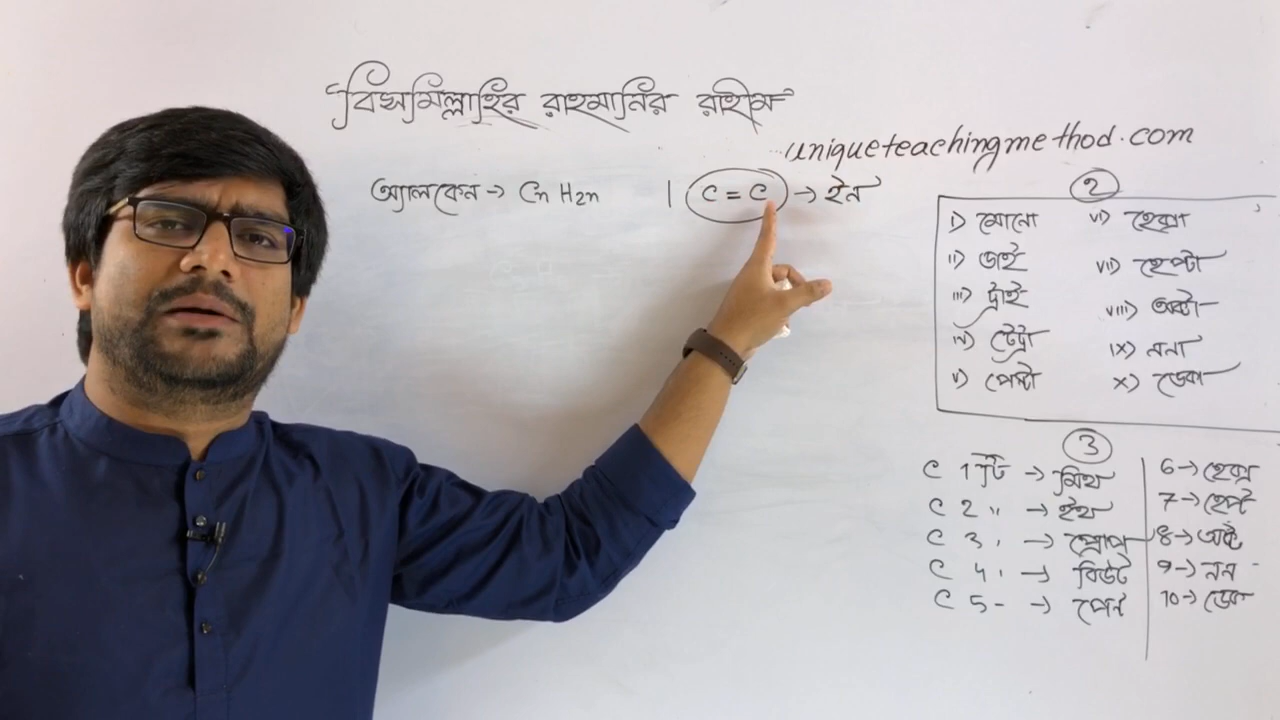 বিসমিল্লাহির রাহমানির রাহীম
uniqueteachingmethod.com
অ্যালকেন → CnH2n | C = C → ইন
2
i) মোনো vi) হেক্সা
ii) ডাই vii) হেপ্টা
iii) ট্রাই viii) অক্টা
iv) টেট্রা ix) ননা
v) পেন্টা x) ডেকা
3
C 1 টি → মিথ
C 2 " → ইথ
C 3 " → প্রোপ
C 4 " → বিউট
C 5 - → পেন্ট
6 → হেক্স
7 → হেপ্ট
8 → অক্ট
9 → নন
10 → ডেক